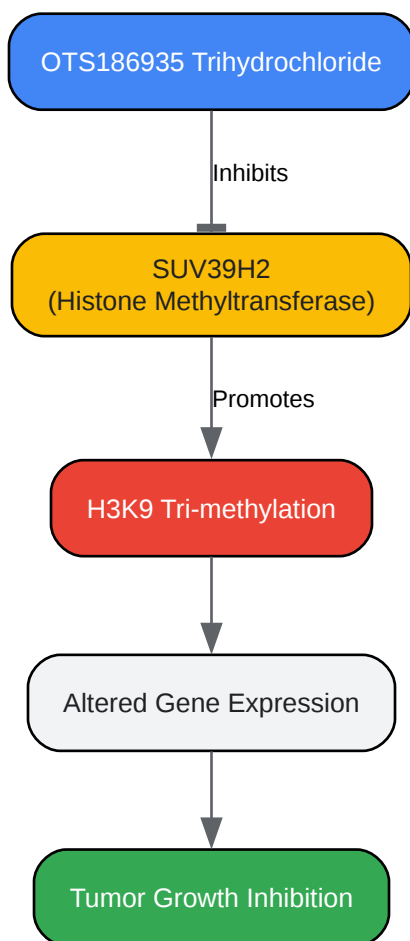 OTS186935 Trihydrochloride
Inhibits
SUV39H2
(Histone Methyltransferase)
Promotes
H3K9 Tri-methylation
Altered Gene Expression
Tumor Growth Inhibition